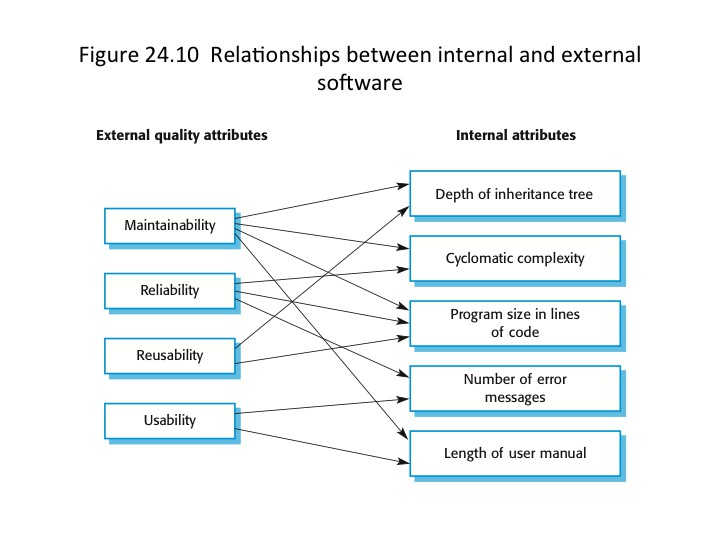 Figure 24.10  Relationships between internal and external
software
External quality attributes
Internal attributes
Maintainability
Reliability
Reusability
Usability
Depth of inheritance tree
Cyclomatic complexity
Program size in lines
of code
Number of error
messages
Length of user manual